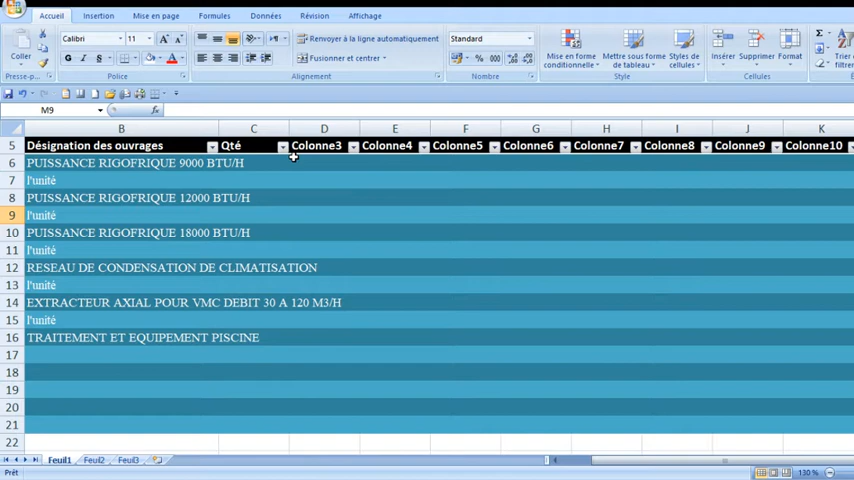 Accueil Insertion Mise en page Formules Données Révision Affichage
Coller Calibri 11 Renvoyer à la ligne automatiquement Standard Mise en forme conditionnelle Mettre sous forme de tableau Styles de cellules Insérer Supprimer Format Trier
G I S Fusionner et centrer % 000 et
Presse-p... Police Alignement Nombre Style Cellules
M9 fx
B C D E F G H I J K
5 Désignation des ouvrages Qté Colonne3 Colonne4 Colonne5 Colonne6 Colonne7 Colonne8 Colonne9 Colonne10
6 PUISSANCE RIGOFRIQUE 9000 BTU/H
7 l'unité
8 PUISSANCE RIGOFRIQUE 12000 BTU/H
9 l'unité
10 PUISSANCE RIGOFRIQUE 18000 BTU/H
11 l'unité
12 RESEAU DE CONDENSATION DE CLIMATISATION
13 l'unité
14 EXTRACTEUR AXIAL POUR VMC DEBIT 30 A 120 M3/H
15 l'unité
16 TRAITEMENT ET EQUIPEMENT PISCINE
17
18
19
20
21
22
Feuil1 Feuil2 Feuil3
Prêt 130 %